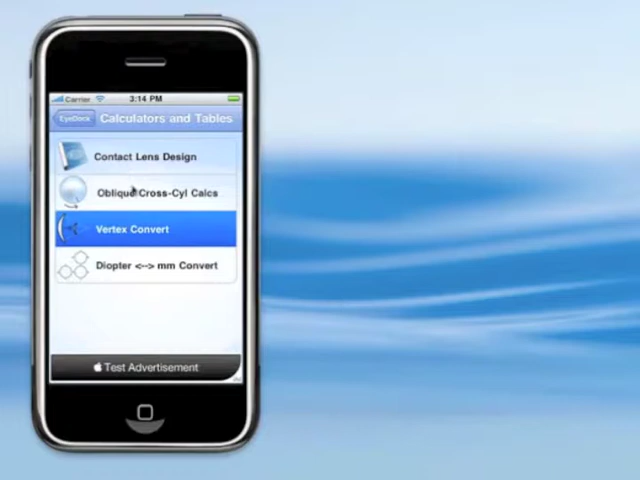 Carrier 3:14 PM
EyeDock Calculators and Tables
Contact Lens Design
Oblique Cross-Cyl Calcs
Vertex Convert
Diopter <--> mm Convert
Test Advertisement